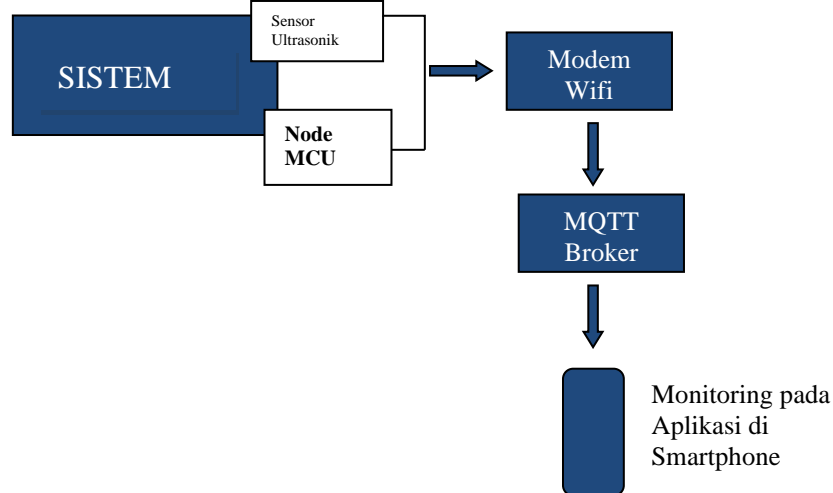 Sensor
Ultrasonik
SISTEM
Node
MCU
Modem
Wifi
MQTT
Broker
Monitoring pada
Aplikasi di
Smartphone